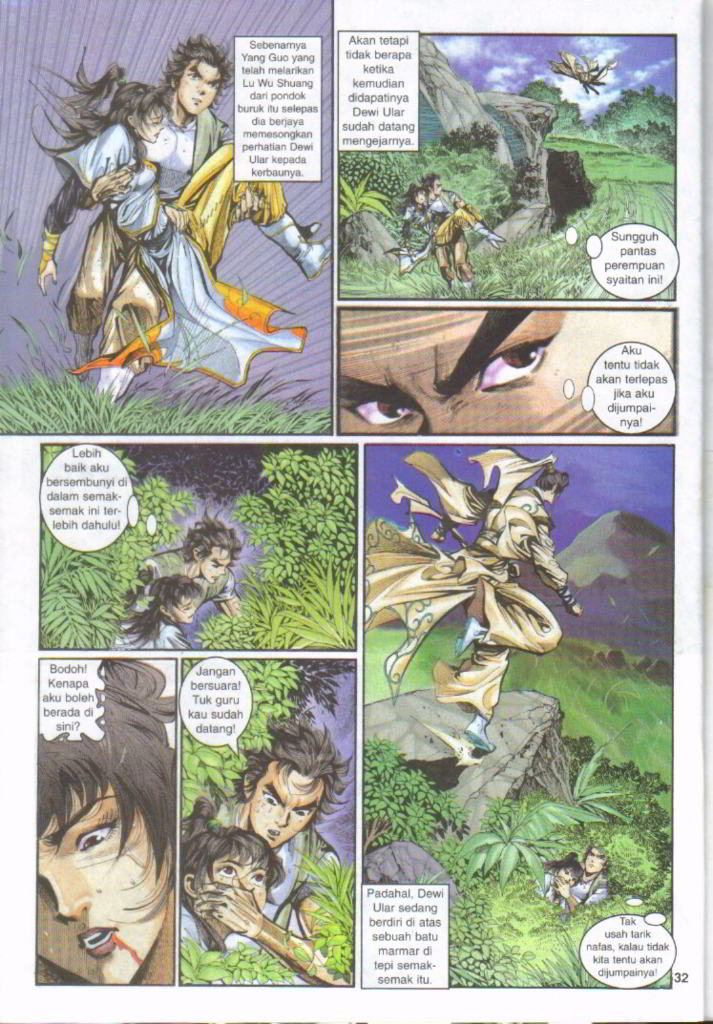 Sebenarnya
Yang Guo yang
telah melarikan
Lu Wu Shuang
dari pondok
buruk itu selepas
dia berjaya
memesongkan
perhatian Dewi
Ular kepada
kerbaunya.
Akan tetapi
tidak berapa
ketika
kemudian
didapatinya
Dewi Ular
sudah datang
mengejarnya.
Sungguh
pantas
perempuan
syaitan ini!
Aku
tentu tidak
akan terlepas
jika aku
dijumpai-
nya!
Lebih
baik aku
bersembunyi di
dalam semak-
semak ini ter-
lebih dahulu!
Bodoh!
Kenapa
aku boleh
berada di
sini?
Jangan
bersuara!
Tuk guru
kau sudah
datang!
Padahal, Dewi
Ular sedang
berdiri di atas
sebuah batu
marmar di
tepi semak-
semak itu.
Tak
usah tarik
nafas, kalau tidak
kita tentu akan
dijumpainya!
32